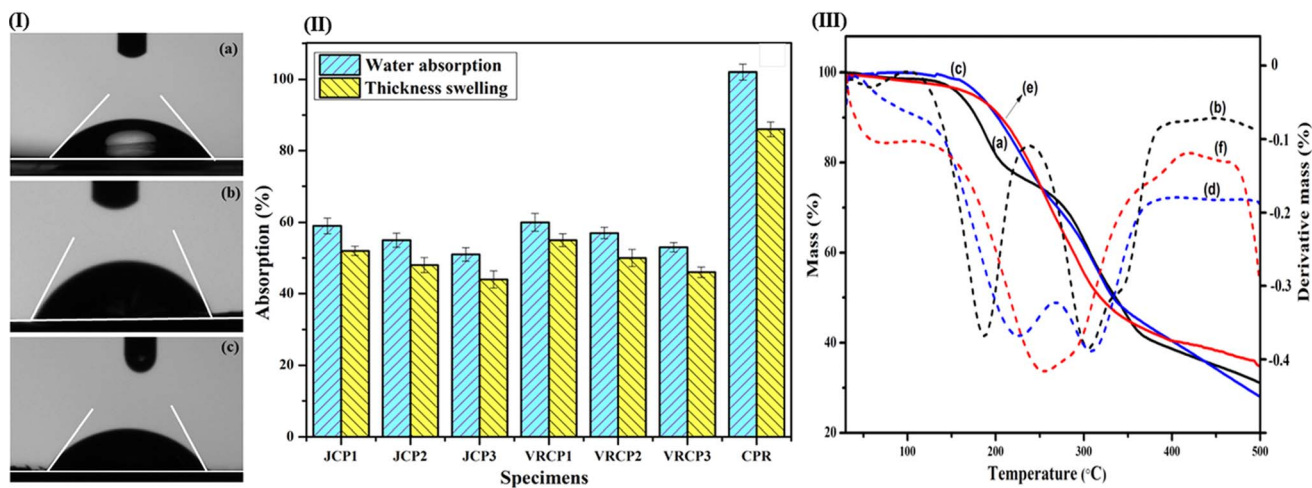 (I)
(a)
(b)
(c)
(II)
Water absorption
Thickness swelling
Absorption (%)
100
80
60
40
20
0
JCP1 JCP2 JCP3 VRCP1 VRCP2 VRCP3 CPR
Specimens
(III)
Mass (%)
100
80
60
40
20
(c)
(e)
(a)
(b)
(f)
(d)
0
-0.1
-0.2
-0.3
-0.4
Derivative mass (%)
100 200 300 400 500
Temperature (°C)